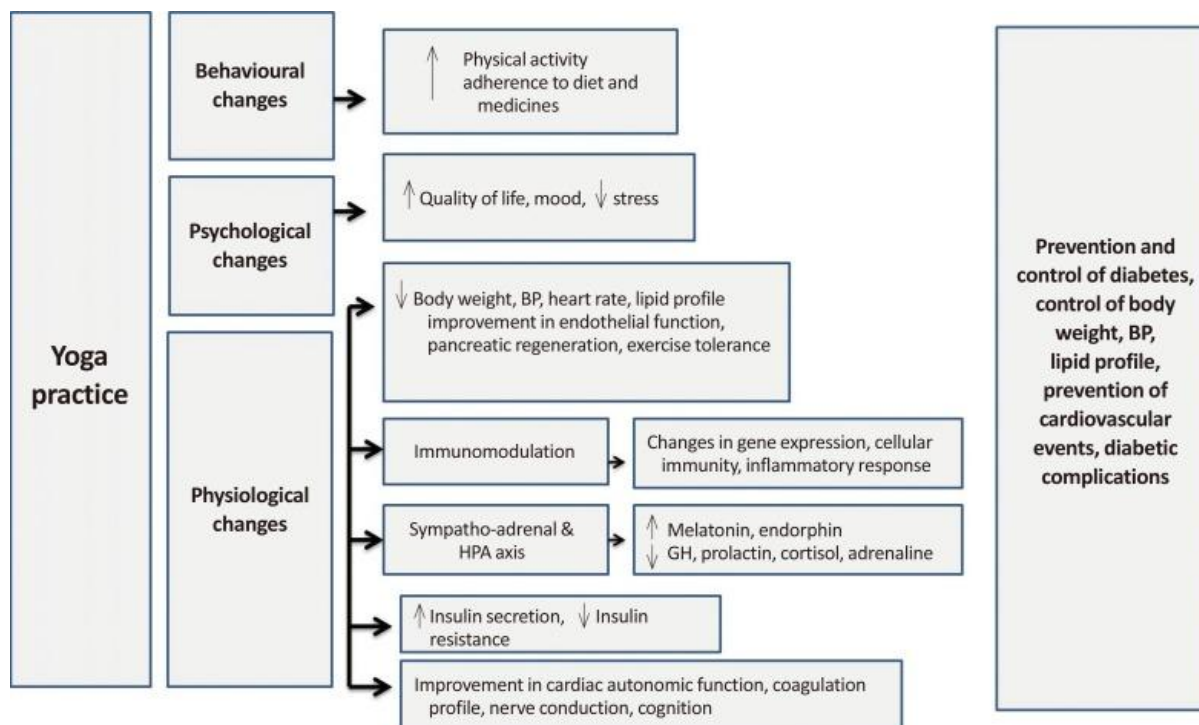 Yoga
practice
Behavioural
changes
Physical activity
adherence to diet and
medicines
Psychological
changes
↑ Quality of life, mood, ↓ stress
Physiological
changes
↓ Body weight, BP, heart rate, lipid profile
improvement in endothelial function,
pancreatic regeneration, exercise tolerance
Immunomodulation
Changes in gene expression, cellular
immunity, inflammatory response
Sympatho-adrenal &
HPA axis
↑ Melatonin, endorphin
↓ GH, prolactin, cortisol, adrenaline
↑ Insulin secretion, ↓ Insulin
resistance
Improvement in cardiac autonomic function, coagulation
profile, nerve conduction, cognition
Prevention and
control of diabetes,
control of body
weight, BP,
lipid profile,
prevention of
cardiovascular
events, diabetic
complications